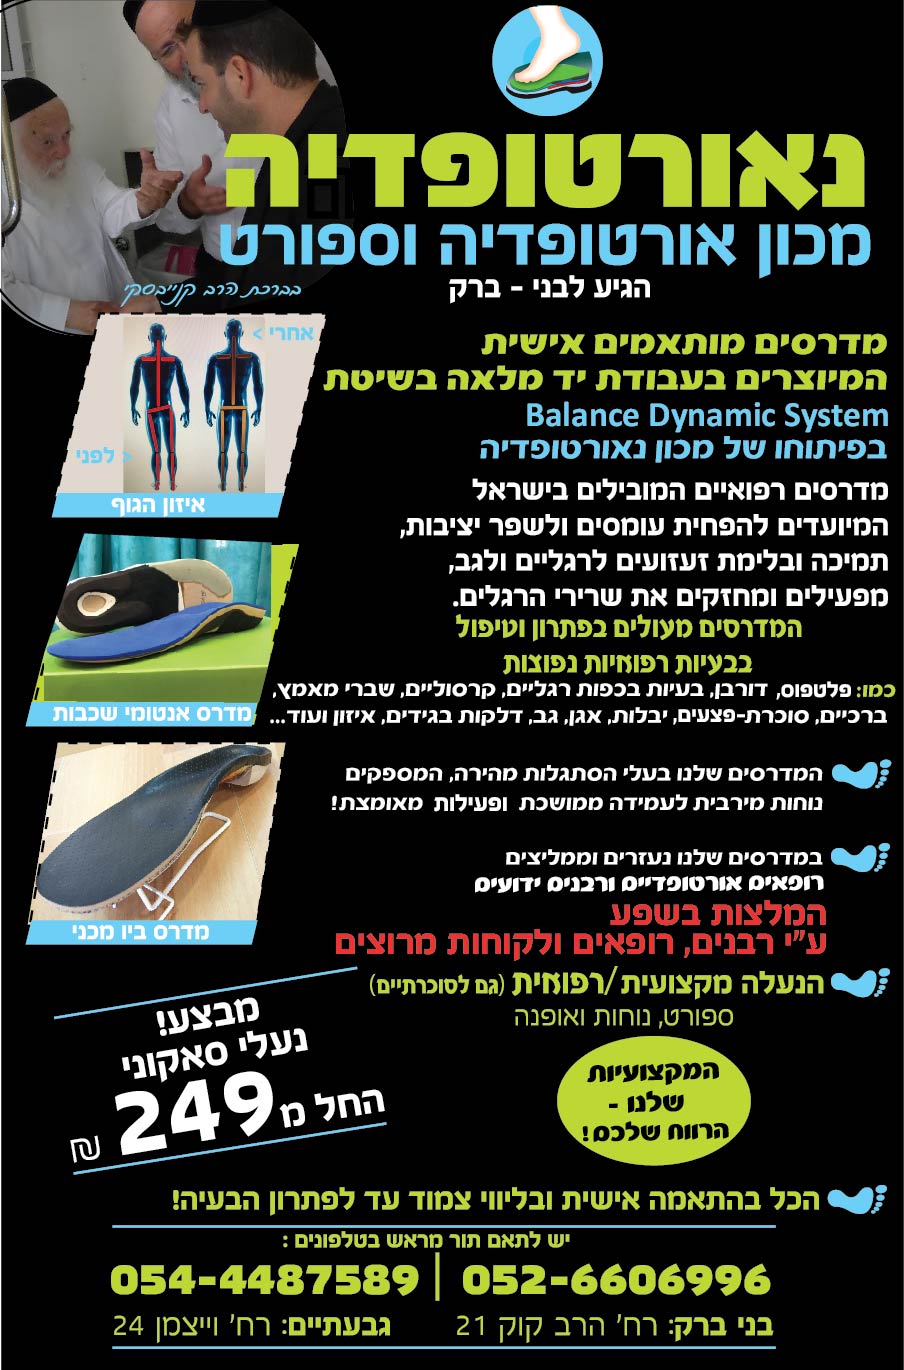 נאורטופדיה
מכון אורטופדיה וספורט
הגיע לבני - ברק
בברכת הרב קנייבסקי
אחרי >
< לפני
איזון הגוף
מדרסים מותאמים אישית
המיוצרים בעבודת יד מלאה בשיטת
Balance Dynamic System
בפיתוחו של מכון נאורטופדיה
מדרסים רפואיים המובילים בישראל
המיועדים להפחית עומסים ולשפר יציבות,
תמיכה ובלימת זעזועים לרגליים ולגב,
מפעילים ומחזקים את שרירי הרגלים.
המדרסים מעולים בפתרון וטיפול
בבעיות רפואיות נפוצות
כמו: פלטפוס, דורבן, בעיות בכפות רגליים, קרסוליים, שברי מאמץ,
ברכיים, סוכרת-פצעים, יבלות, אגן, גב, דלקות בגידים, איזון ועוד...
מדרס אנטומי שכבות
המדרסים שלנו בעלי הסתגלות מהירה, המספקים
נוחות מירבית לעמידה ממושכת ופעילות מאומצת!
במדרסים שלנו נעזרים וממליצים
רופאים אורטופדיים ורבנים ידועים
המלצות בשפע
ע"י רבנים, רופאים ולקוחות מרוצים
מדרס ביו מכני
הנעלה מקצועית /רפואית (גם לסוכרתיים)
ספורט, נוחות ואופנה
מבצע!
נעלי סאקוני
החל מ 249 ₪
המקצועיות
שלנו -
הרווח שלכם!
הכל בהתאמה אישית ובליווי צמוד עד לפתרון הבעיה!
יש לתאם תור מראש בטלפונים :
052-6606996 | 054-4487589
בני ברק: רח' הרב קוק 21 גבעתיים: רח' וייצמן 24